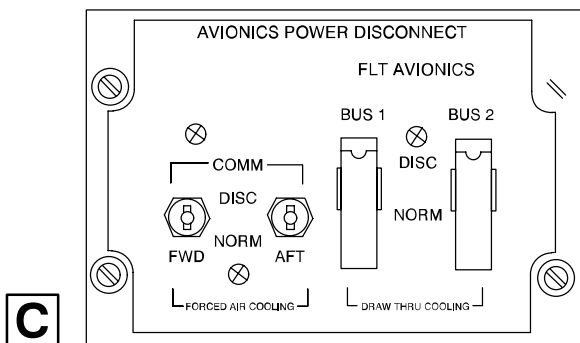 AVIONICS POWER DISCONNECT
FLT AVIONICS
BUS 1 BUS 2
COMM DISC
DISC
NORM NORM
FWD AFT
FORCED AIR COOLING DRAW THRU COOLING
C